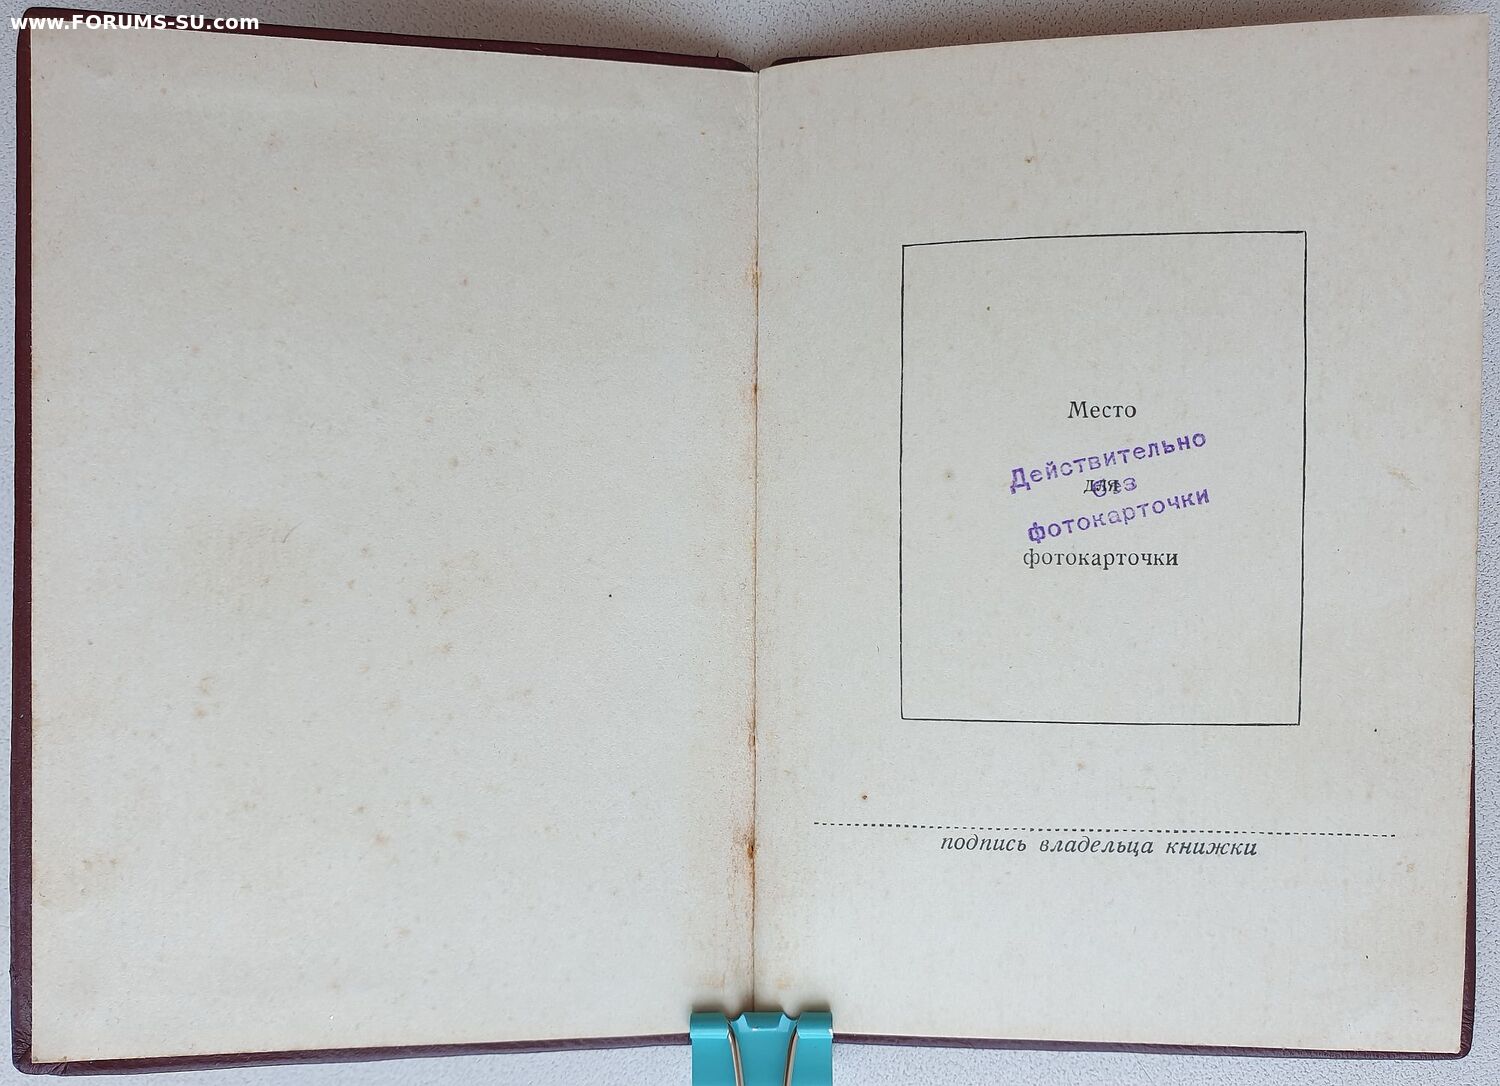 www.FORUMS-SU.com
Место
Действительно
для
без
фотокарточки
фотокарточки
подпись владельца книжки